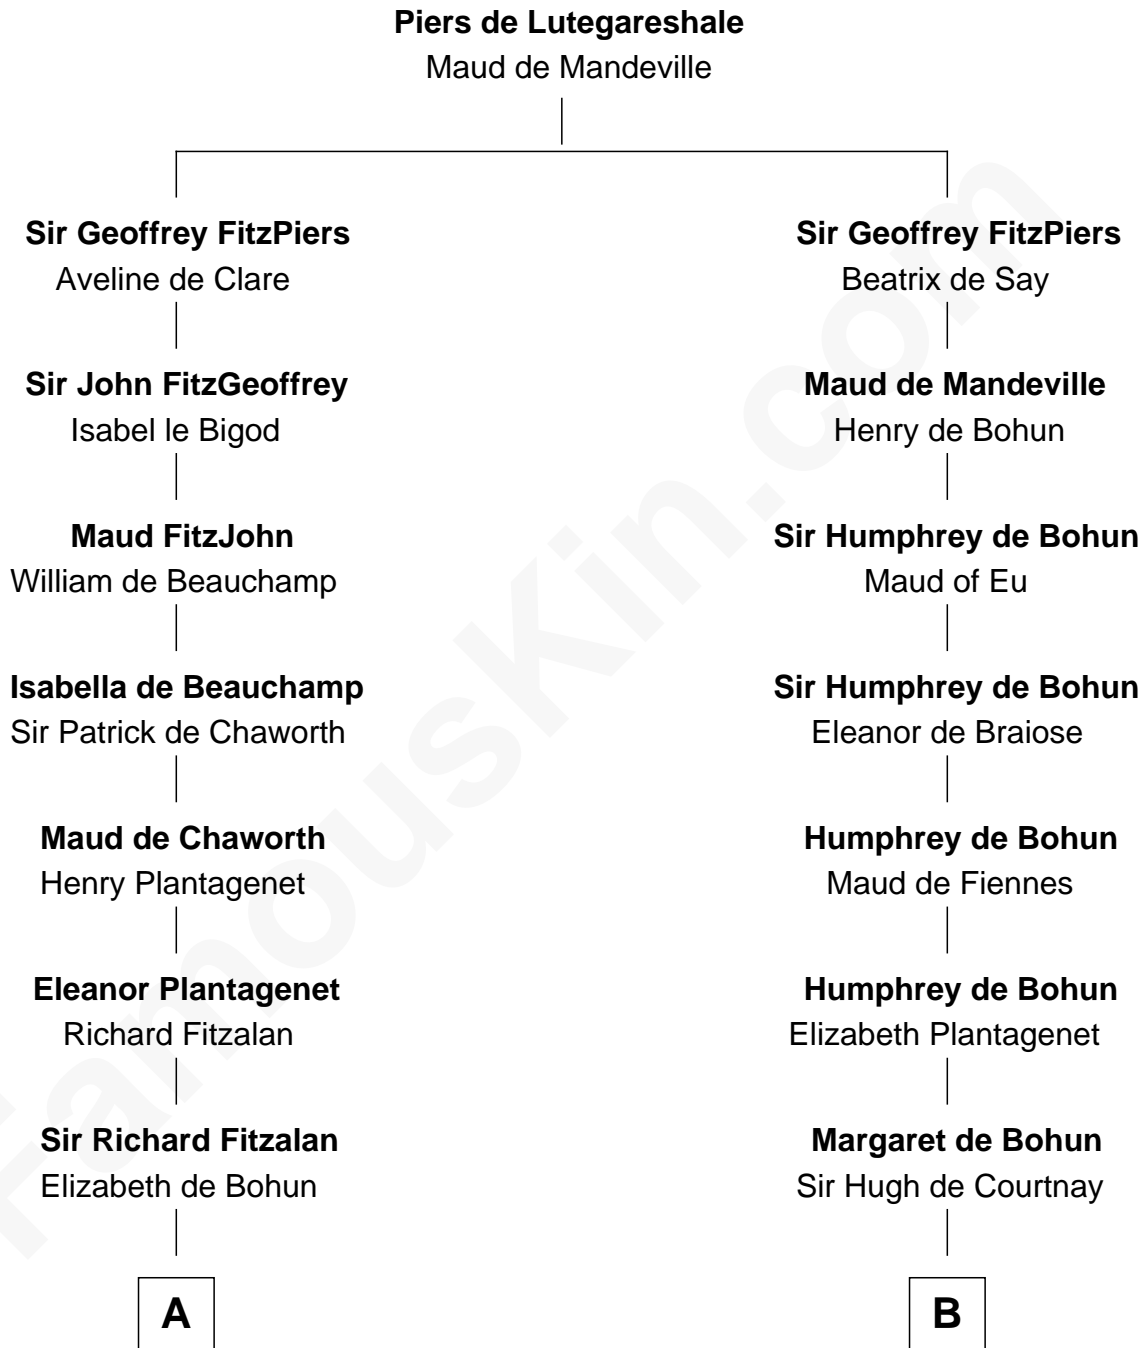 Piers de Lutegareshale
Maud de Mandeville
Sir Geoffrey FitzPiers
Aveline de Clare
Sir John FitzGeoffrey
Isabel le Bigod
Maud FitzJohn
William de Beauchamp
Isabella de Beauchamp
Sir Patrick de Chaworth
Maud de Chaworth
Henry Plantagenet
Eleanor Plantagenet
Richard Fitzalan
Sir Richard Fitzalan
Elizabeth de Bohun
A
Sir Geoffrey FitzPiers
Beatrix de Say
Maud de Mandeville
Henry de Bohun
Sir Humphrey de Bohun
Maud of Eu
Sir Humphrey de Bohun
Eleanor de Braiose
Humphrey de Bohun
Maud de Fiennes
Humphrey de Bohun
Elizabeth Plantagenet
Margaret de Bohun
Sir Hugh de Courtnay
B
FamousKin.com